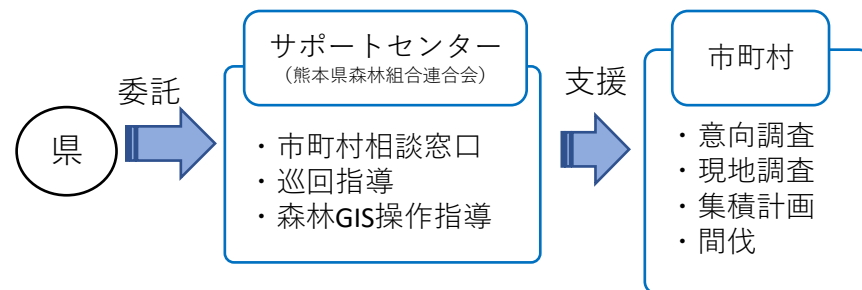 県
委託
サポートセンター
（熊本県森林組合連合会）
・市町村相談窓口
・巡回指導
・森林GIS操作指導
支援
市町村
・意向調査
・現地調査
・集積計画
・間伐